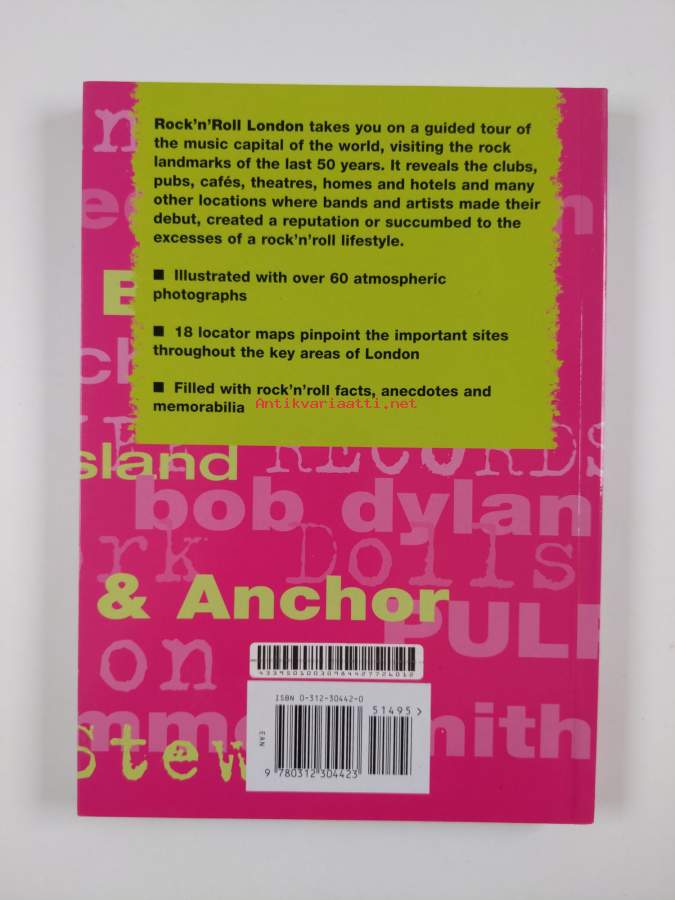 Rock'n'Roll London takes you on a guided tour of
the music capital of the world, visiting the rock
landmarks of the last 50 years. It reveals the clubs,
pubs, cafés, theatres, homes and hotels and many
other locations where bands and artists made their
debut, created a reputation or succumbed to the
excesses of a rock'n'roll lifestyle.
■ Illustrated with over 60 atmospheric
photographs
■ 18 locator maps pinpoint the important sites
throughout the key areas of London
■ Filled with rock'n'roll facts, anecdotes and
memorabilia
Antikvariaatti.net
sland
RECORDS
bob dylan
ork Dolls
& Anchor
PUL
on
mme mith
Stew
ISBN 0-312-30442-0
51495>
EAN
9 780312 304423